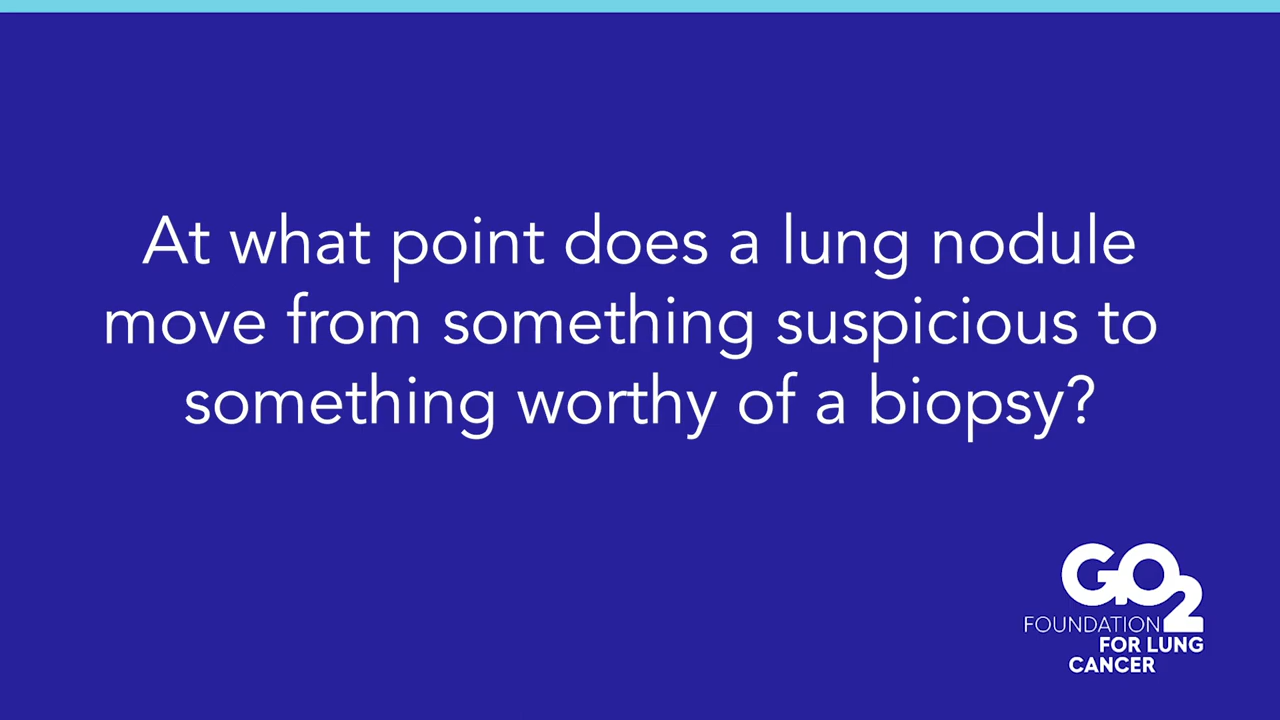 At what point does a lung nodule
move from something suspicious to
something worthy of a biopsy?
GO2
FOUNDATION
FOR LUNG
CANCER